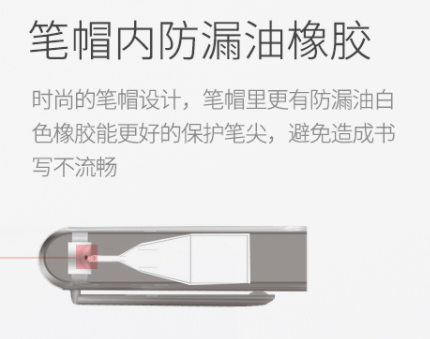 笔帽内防漏油橡胶
时尚的笔帽设计，笔帽里更有防漏油白
色橡胶能更好的保护笔尖，避免造成书
写不流畅